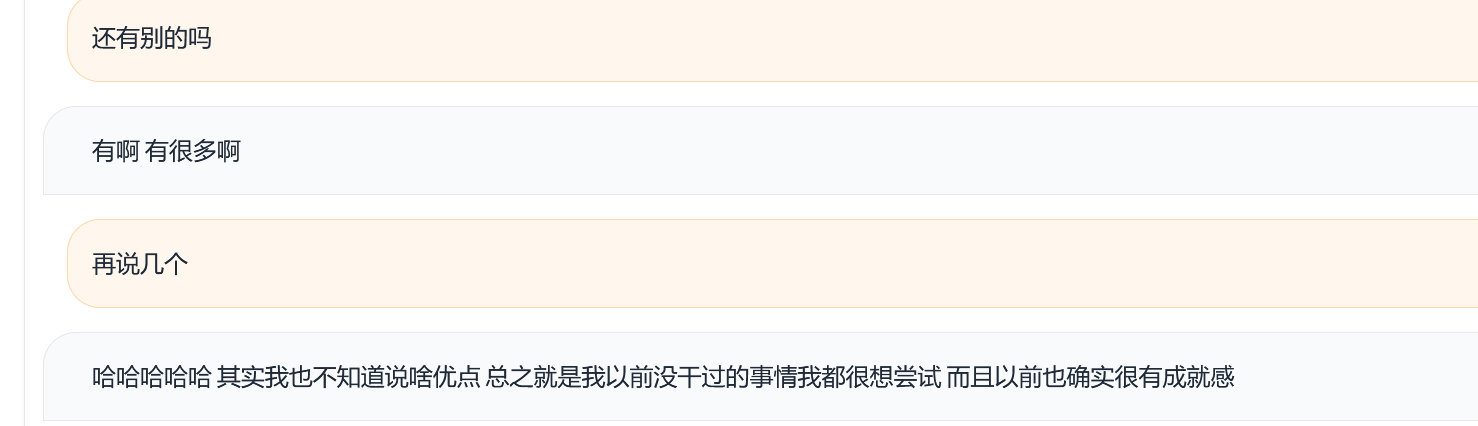 还有别的吗
有啊 有很多啊
再说几个
哈哈哈哈哈 其实我也不知道说啥优点 总之就是我以前没干过的事情我都很想尝试 而且以前也确实很有成就感